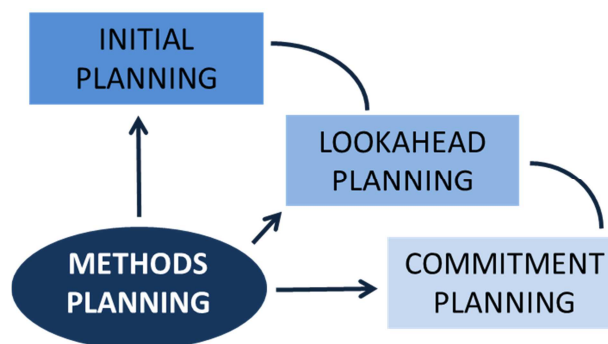 INITIAL
PLANNING
LOOKAHEAD
PLANNING
METHODS
PLANNING
COMMITMENT
PLANNING